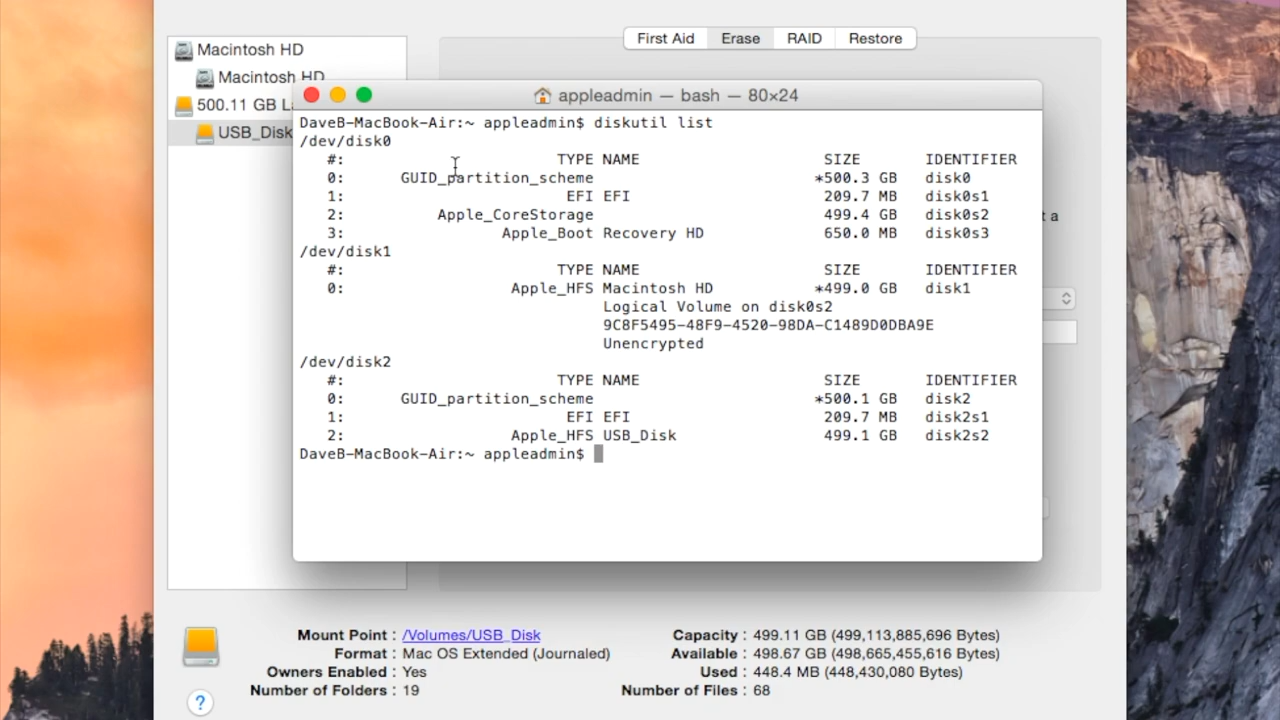 First Aid Erase RAID Restore
Macintosh HD
Macintosh HD
500.11 GB
USB_Disk
appleadmin — bash — 80×24
DaveB-MacBook-Air:~ appleadmin$ diskutil list
/dev/disk0
#: TYPE NAME SIZE IDENTIFIER
0: GUID_partition_scheme *500.3 GB disk0
1: EFI EFI 209.7 MB disk0s1
2: Apple_CoreStorage 499.4 GB disk0s2
3: Apple_Boot Recovery HD 650.0 MB disk0s3
/dev/disk1
#: TYPE NAME SIZE IDENTIFIER
0: Apple_HFS Macintosh HD *499.0 GB disk1
Logical Volume on disk0s2
9C8F5495-48F9-4520-98DA-C1489D0DBA9E
Unencrypted
/dev/disk2
#: TYPE NAME SIZE IDENTIFIER
0: GUID_partition_scheme *500.1 GB disk2
1: EFI EFI 209.7 MB disk2s1
2: Apple_HFS USB_Disk 499.1 GB disk2s2
DaveB-MacBook-Air:~ appleadmin$
Mount Point : /Volumes/USB_Disk Capacity : 499.11 GB (499,113,885,696 Bytes)
Format : Mac OS Extended (Journaled) Available : 498.67 GB (498,665,455,616 Bytes)
Owners Enabled : Yes Used : 448.4 MB (448,430,080 Bytes)
Number of Folders : 19 Number of Files : 68
?